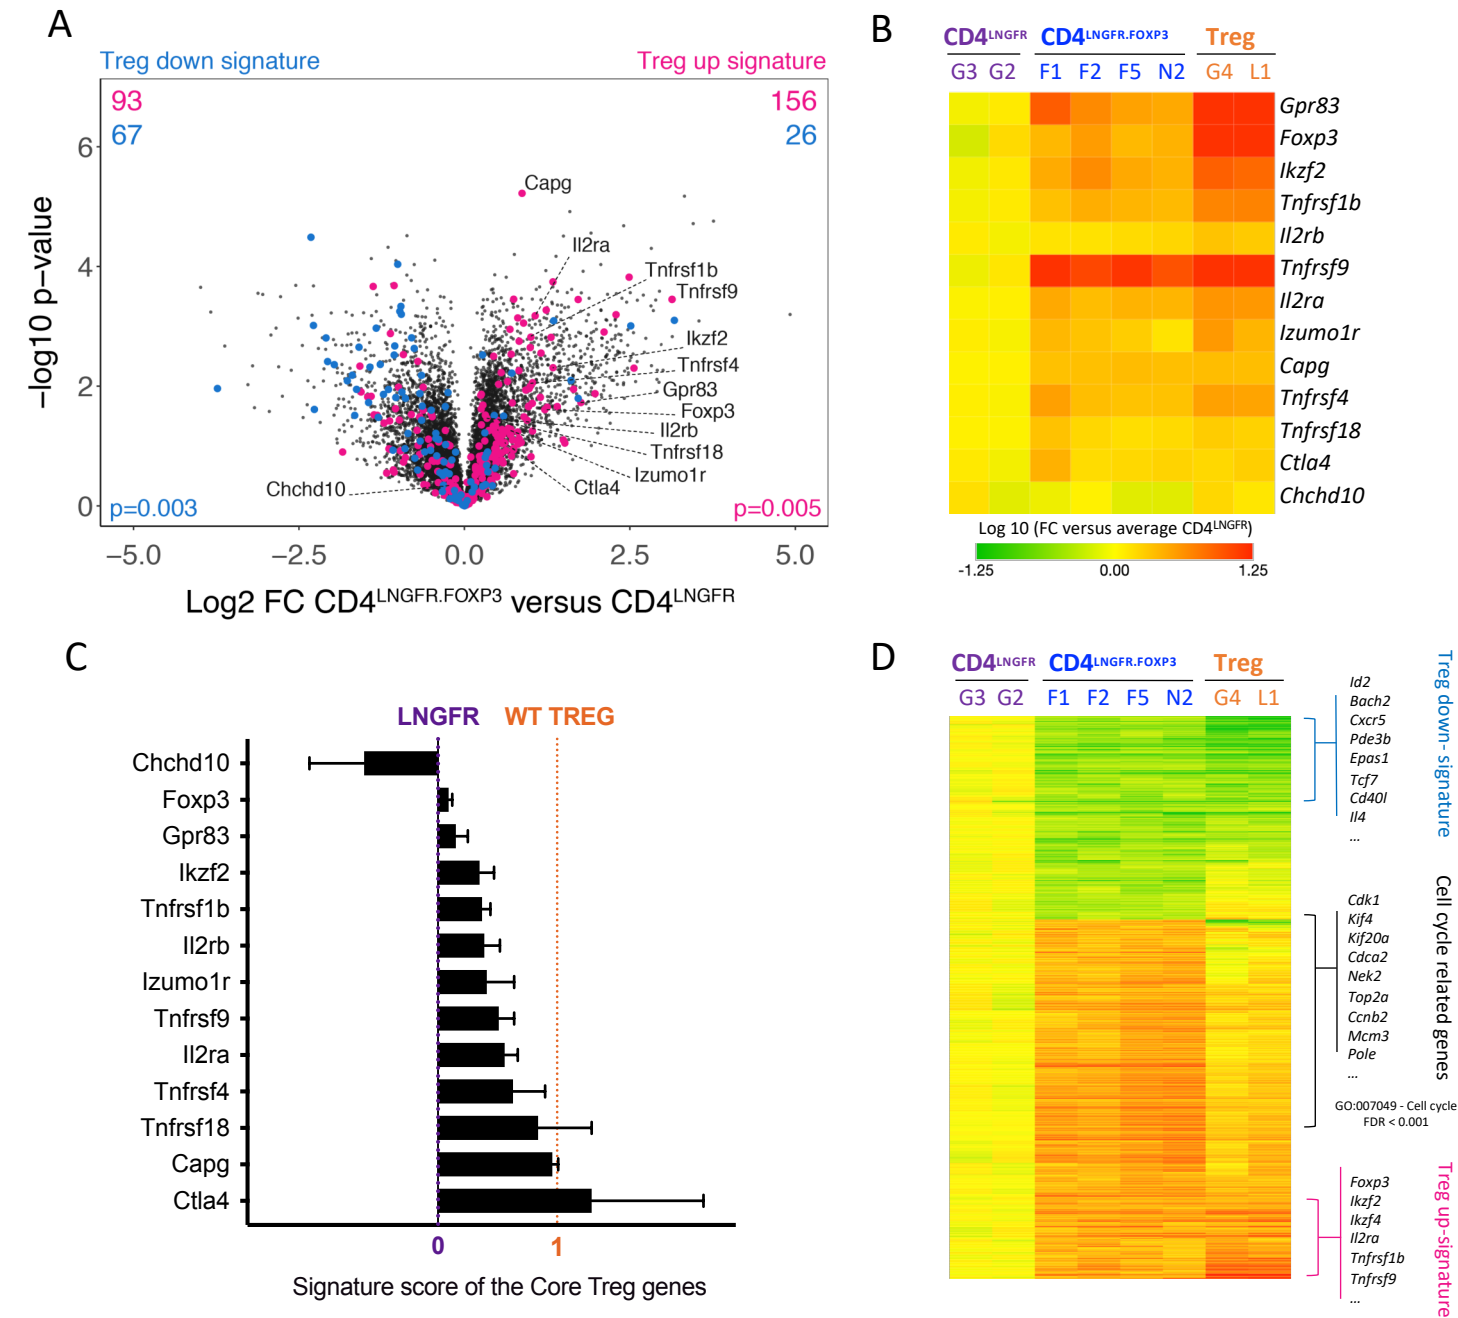 A
Treg down signature
Treg up signature
93
156
67
26
6
4
2
0
−log10 p−value
Capg
Il2ra
Tnfrsf1b
Tnfrsf9
Ikzf2
Tnfrsf4
Gpr83
Foxp3
Il2rb
Tnfrsf18
Izumo1r
Ctla4
Chchd10
p=0.003
p=0.005
−5.0
−2.5
0.0
2.5
5.0
Log2 FC CD4LNGFR.FOXP3 versus CD4LNGFR
B
CD4LNGFR
CD4LNGFR.FOXP3
Treg
G3 G2 F1 F2 F5 N2 G4 L1
Gpr83
Foxp3
Ikzf2
Tnfrsf1b
Il2rb
Tnfrsf9
Il2ra
Izumo1r
Capg
Tnfrsf4
Tnfrsf18
Ctla4
Chchd10
Log 10 (FC versus average CD4LNGFR)
-1.25
0.00
1.25
C
LNGFR
WT TREG
Chchd10
Foxp3
Gpr83
Ikzf2
Tnfrsf1b
Il2rb
Izumo1r
Tnfrsf9
Il2ra
Tnfrsf4
Tnfrsf18
Capg
Ctla4
0
1
Signature score of the Core Treg genes
D
CD4LNGFR
CD4LNGFR.FOXP3
Treg
G3 G2 F1 F2 F5 N2 G4 L1
Id2
Bach2
Cxcr5
Pde3b
Epas1
Tcf7
Cd40l
Il4
...
Treg down- signature
Cdk1
Kif4
Kif20a
Cdca2
Nek2
Top2a
Ccnb2
Mcm3
Pole
...
Cell cycle related genes
GO:007049 - Cell cycle
FDR < 0.001
Foxp3
Ikzf2
Ikzf4
Il2ra
Tnfrsf1b
Tnfrsf9
...
Treg up-signature